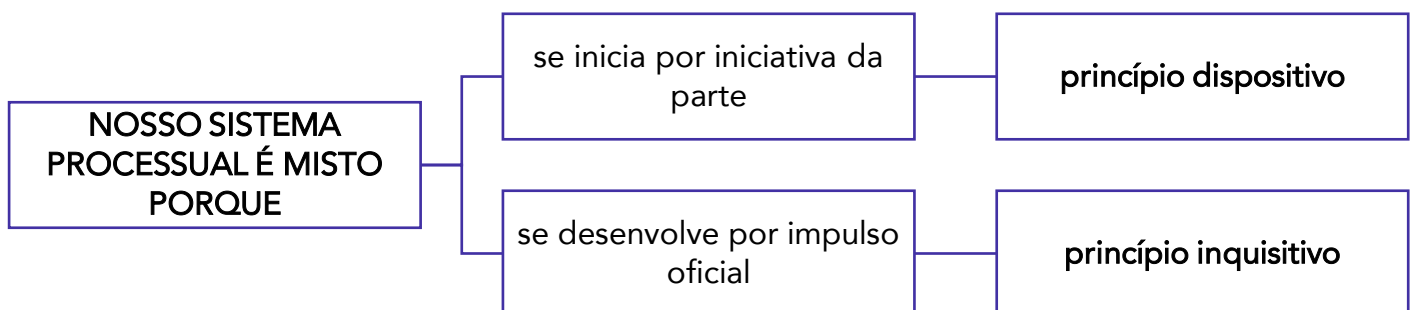 NOSSO SISTEMA
PROCESSUAL É MISTO
PORQUE
se inicia por iniciativa da
parte
princípio dispositivo
se desenvolve por impulso
oficial
princípio inquisitivo